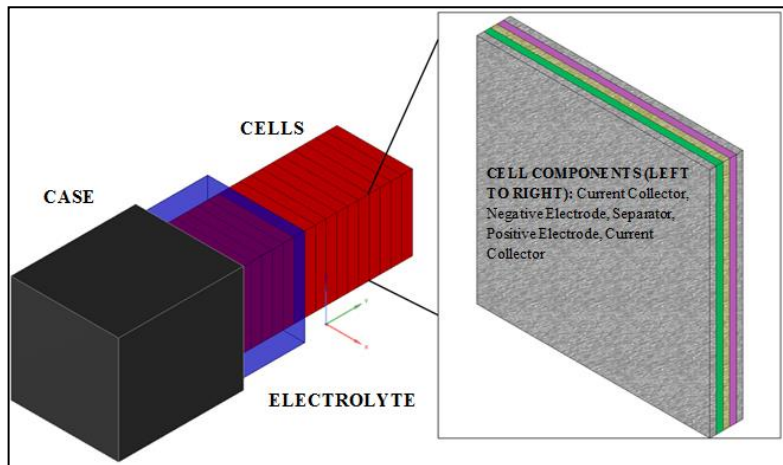 CELLS
CASE
ELECTROLYTE
CELL COMPONENTS (LEFT
TO RIGHT): Current Collector,
Negative Electrode, Separator,
Positive Electrode, Current
Collector